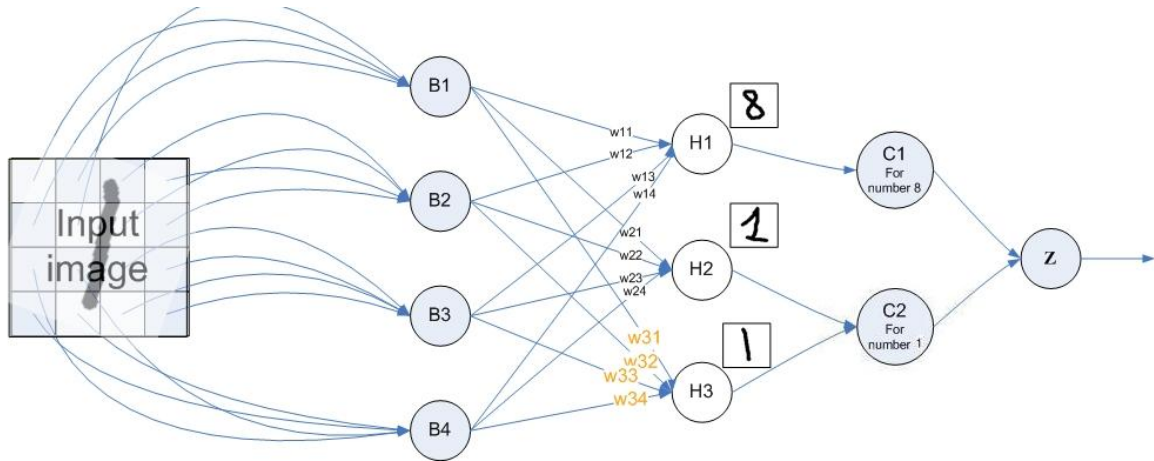 Input
image
B1
B2
B3
B4
w11
w12
w13
w14
w21
w22
w23
w24
w31
w32
w33
w34
H1
8
H2
1
H3
1
C1
For
number 8
C2
For
number 1
Z